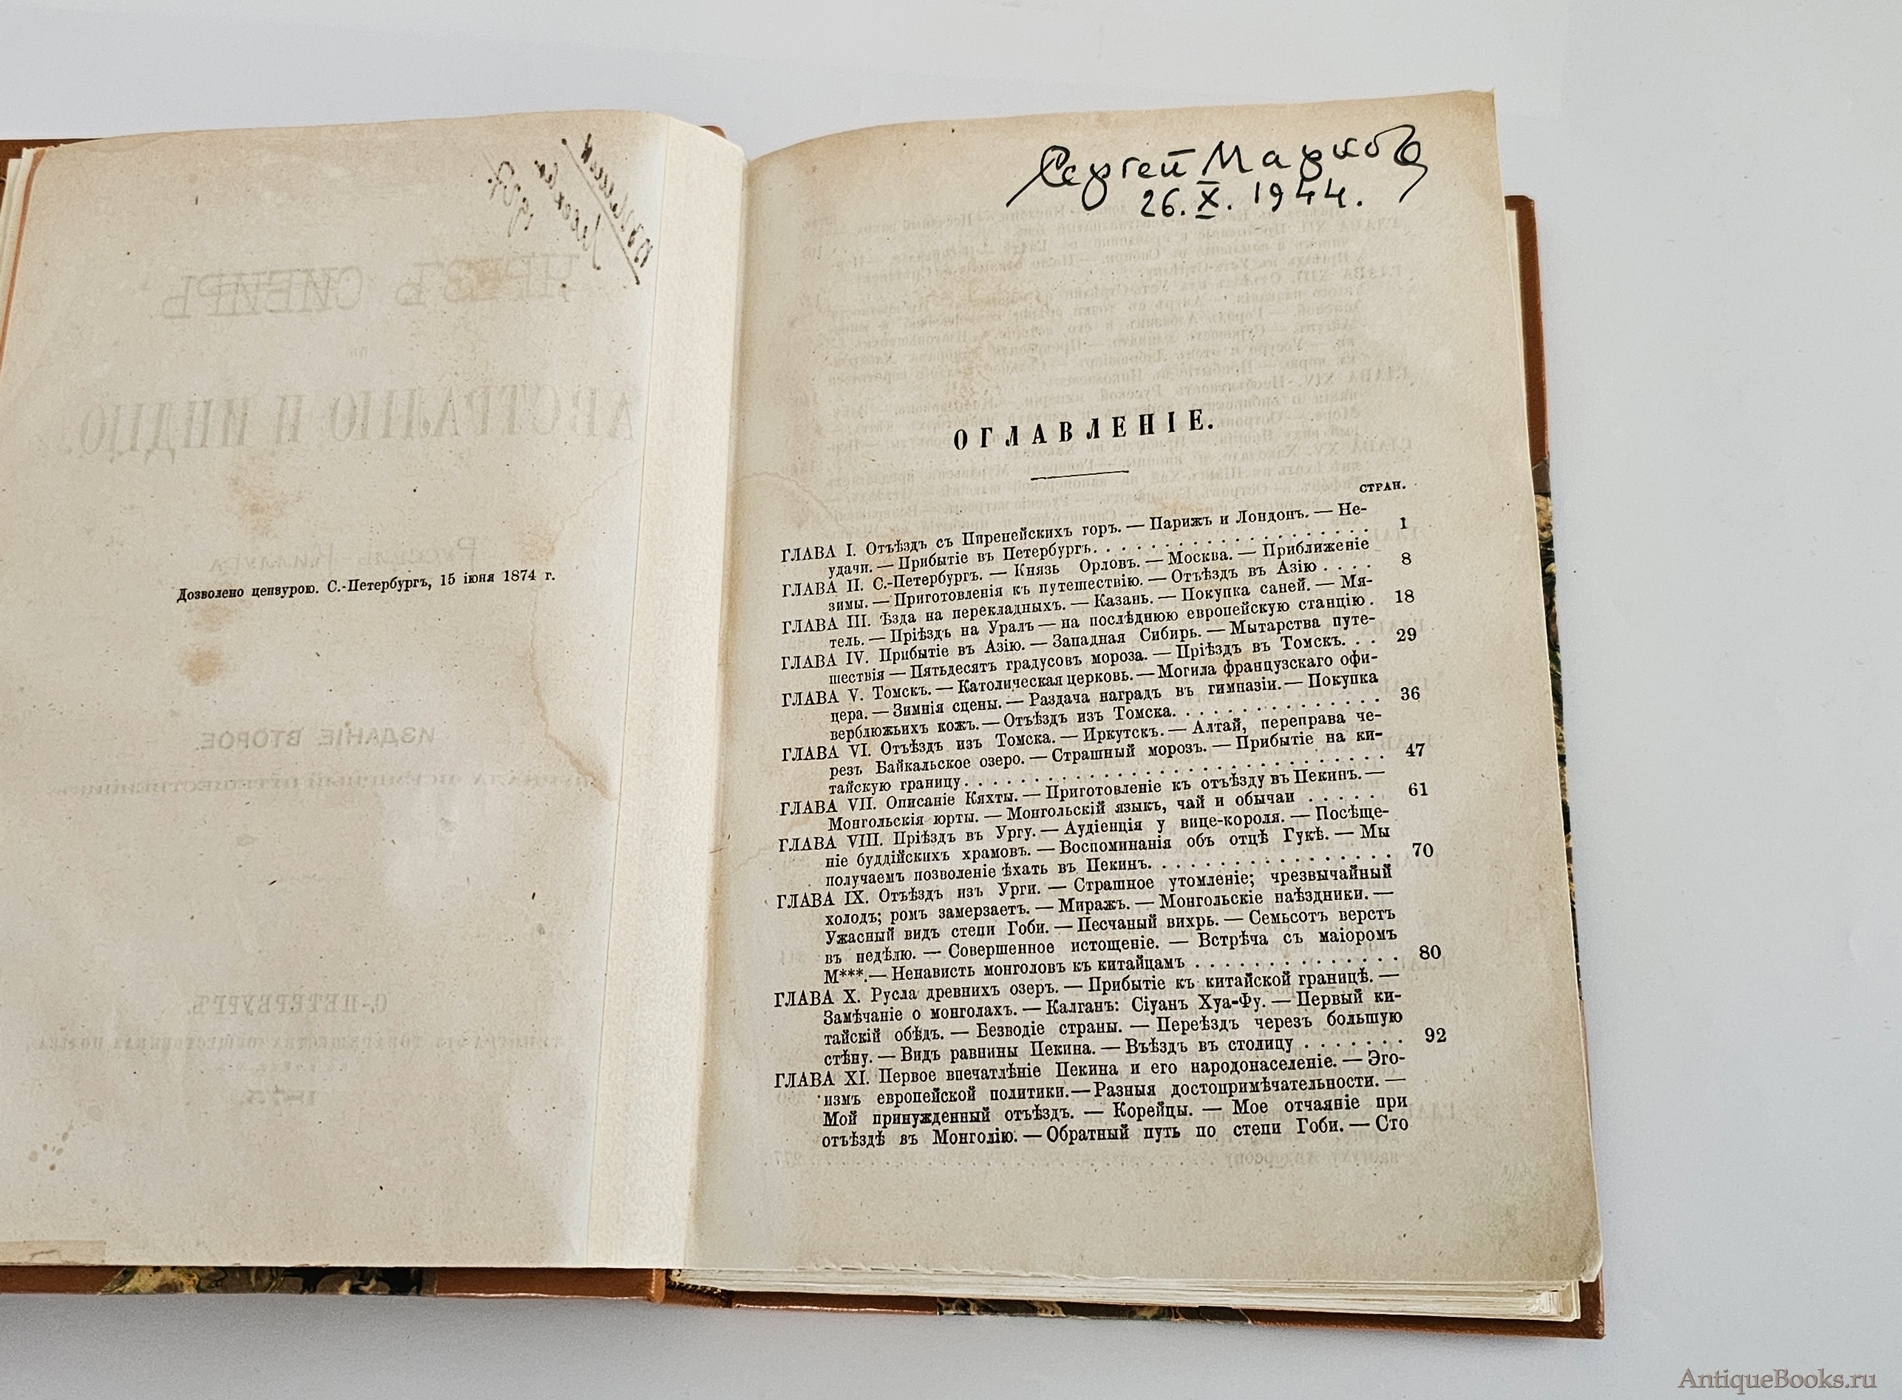 Дозволено цензурою. С.-Петербургъ, 15 іюня 1874 г.
Сергей Марков
26. X. 1944.
ОГЛАВЛЕНІЕ.
СТРАН.
ГЛАВА I. Отъѣздъ съ Пиренейскихъ горъ. — Парижъ и Лондонъ. — Не-
удачи. — Прибытіе въ Петербургъ. . . . . . . . . . . . . . . . . 1
ГЛАВА II. С.-Петербургъ. — Князь Орловъ. — Москва. — Приближеніе
зимы. — Приготовленія къ путешествію. — Отъѣздъ въ Азію . . . . 8
ГЛАВА III. Ѣзда на перекладныхъ. — Казань. — Покупка саней. — Мя-
тель. — Пріѣздъ на Уралъ — на послѣднюю европейскую станцію . 18
ГЛАВА IV. Прибытіе въ Азію. — Западная Сибирь. — Мытарства путе-
шествія — Пятьдесятъ градусовъ мороза. — Пріѣздъ въ Томскъ. . . 29
ГЛАВА V. Томскъ. — Католическая церковь. — Могила французскаго офи-
цера. — Зимнія сцены. — Раздача наградъ въ гимназіи. — Покупка
верблюжьихъ кожъ. — Отъѣздъ изъ Томска. . . . . . . . . . . . . 36
ГЛАВА VI. Отъѣздъ изъ Томска. — Иркутскъ. — Алтай, переправа че-
резъ Байкальское озеро. — Страшный морозъ. — Прибытіе на ки-
тайскую границу . . . . . . . . . . . . . . . . . . . . . . . . 47
ГЛАВА VII. Описаніе Кяхты. — Приготовленіе къ отъѣзду въ Пекинъ. —
Монгольскія юрты. — Монгольскій языкъ, чай и обычаи . . . . . 61
ГЛАВА VIII. Пріѣздъ въ Ургу. — Аудіенція у вице-короля. — Посѣще-
ніе буддійскихъ храмовъ. — Воспоминанія объ отцѣ Гукѣ. — Мы
получаемъ позволеніе ѣхать въ Пекинъ. . . . . . . . . . . . . . 70
ГЛАВА IX. Отъѣздъ изъ Урги. — Страшное утомленіе; чрезвычайный
холодъ; ромъ замерзаетъ. — Миражъ. — Монгольскіе наѣздники. —
Ужасный видъ степи Гоби. — Песчаный вихрь. — Семьсотъ верстъ
въ недѣлю. — Совершенное истощеніе. — Встрѣча съ маіоромъ
М***. — Ненависть монголовъ къ китайцамъ . . . . . . . . . . . 80
ГЛАВА X. Русла древнихъ озеръ. — Прибытіе къ китайской границѣ. —
Замѣчаніе о монголахъ. — Калганъ: Сіуанъ Хуа-Фу. — Первый ки-
тайскій обѣдъ. — Безводіе страны. — Переѣздъ черезъ большую
стѣну. — Видъ равнины Пекина. — Въѣздъ въ столицу . . . . . . . 92
ГЛАВА XI. Первое впечатлѣніе Пекина и его народонаселеніе. — Эго-
измъ европейской политики. — Разныя достопримѣчательности. —
Мой принужденный отъѣздъ. — Корейцы. — Мое отчаяніе при
отъѣздѣ въ Монголію. — Обратный путь по степи Гоби. — Сто
AntiqueBooks.ru